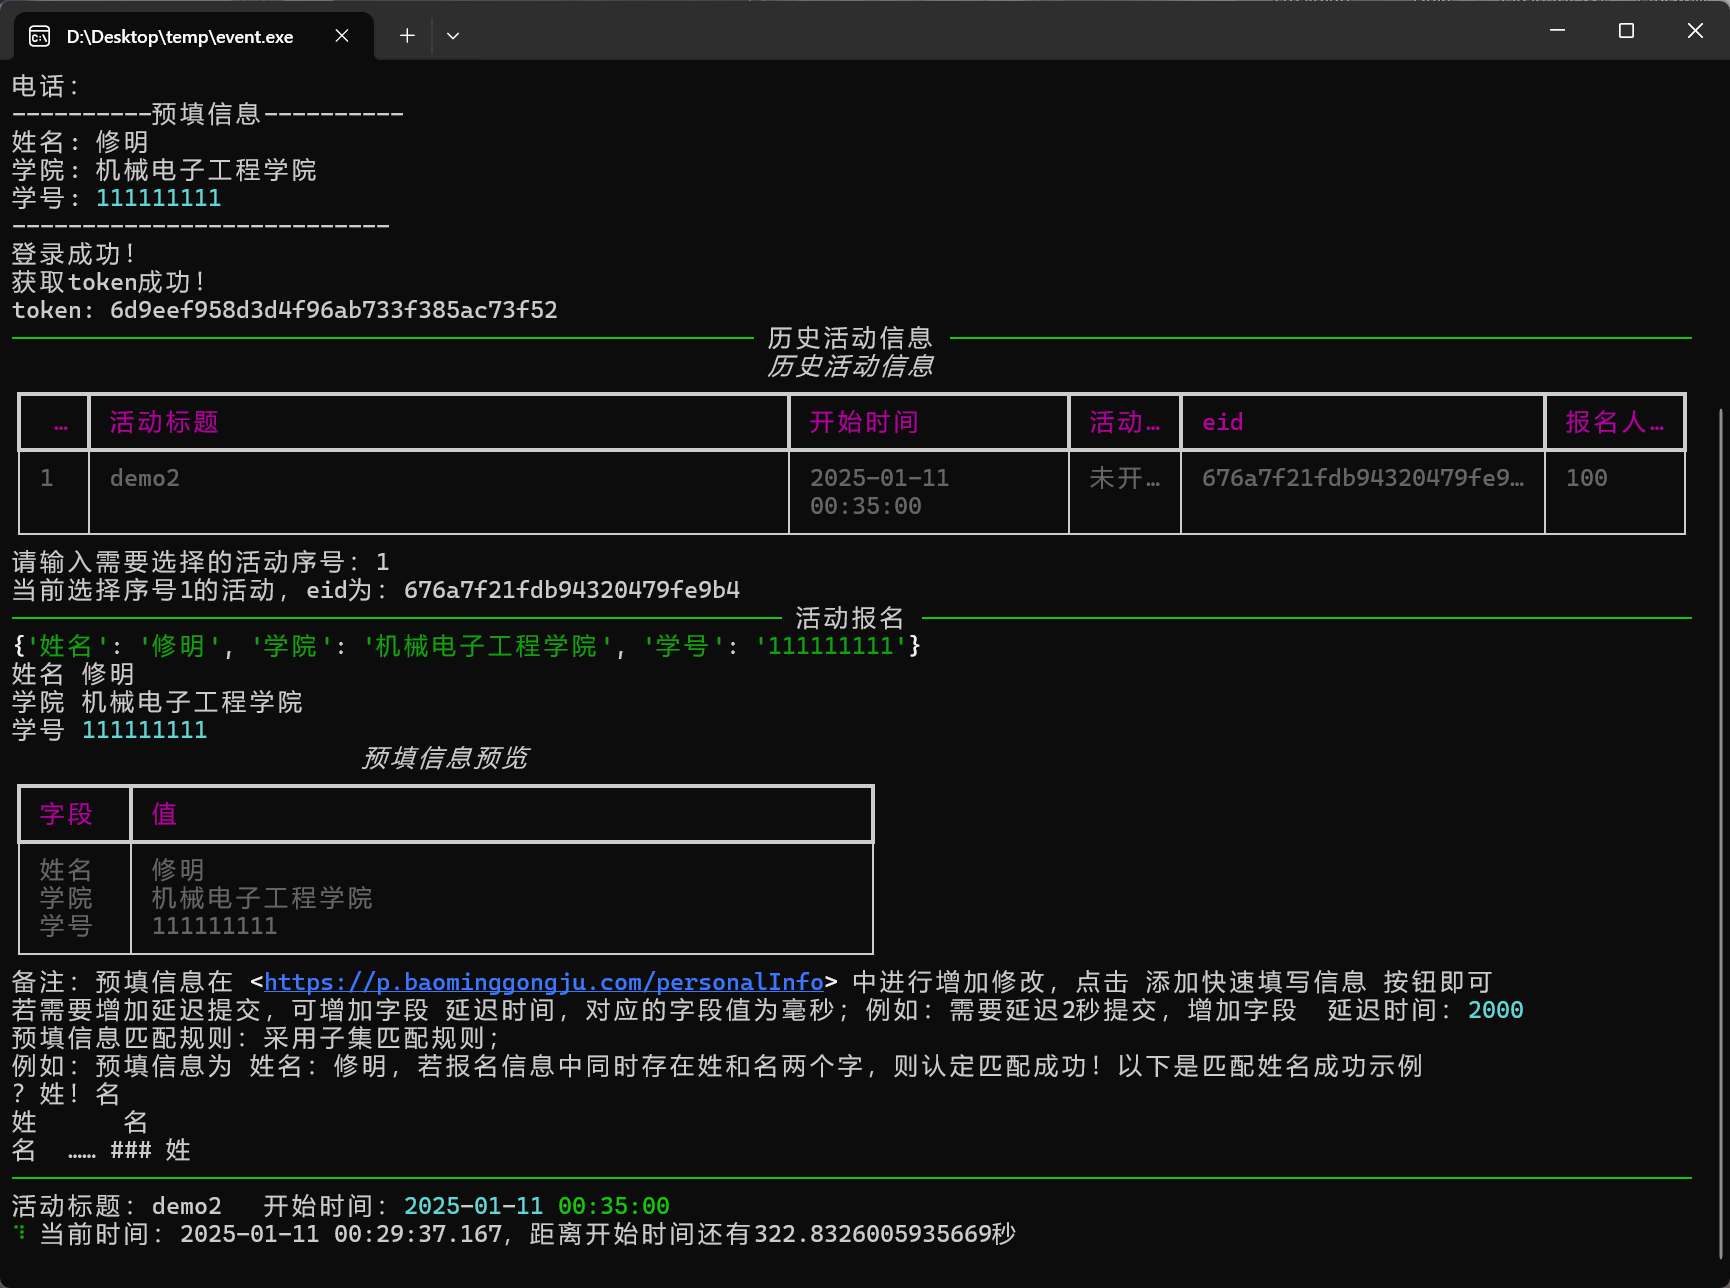 D:\Desktop\temp\event.exe
电话:
----------预填信息----------
姓名: 修明
学院: 机械电子工程学院
学号: 111111111
---------------------------
登录成功!
获取token成功!
token: 6d9eef958d3d4f96ab733f385ac73f52
历史活动信息
历史活动信息
… 活动标题 开始时间 活动… eid 报名人…
1 demo2 2025-01-11 未开… 676a7f21fdb94320479fe9… 100
00:35:00
请输入需要选择的活动序号: 1
当前选择序号1的活动, eid为: 676a7f21fdb94320479fe9b4
活动报名
{'姓名': '修明', '学院': '机械电子工程学院', '学号': '111111111'}
姓名 修明
学院 机械电子工程学院
学号 111111111
预填信息预览
字段 值
姓名 修明
学院 机械电子工程学院
学号 111111111
备注: 预填信息在 <https://p.baominggongju.com/personalInfo> 中进行增加修改, 点击 添加快速填写信息 按钮即可
若需要增加延迟提交, 可增加字段 延迟时间, 对应的字段值为毫秒; 例如: 需要延迟2秒提交, 增加字段  延迟时间: 2000
预填信息匹配规则: 采用子集匹配规则;
例如: 预填信息为 姓名: 修明, 若报名信息中同时存在姓和名两个字, 则认定匹配成功! 以下是匹配姓名成功示例
? 姓! 名
姓      名
名  …… ### 姓
活动标题: demo2   开始时间: 2025-01-11 00:35:00
当前时间: 2025-01-11 00:29:37.167, 距离开始时间还有322.8326005935669秒